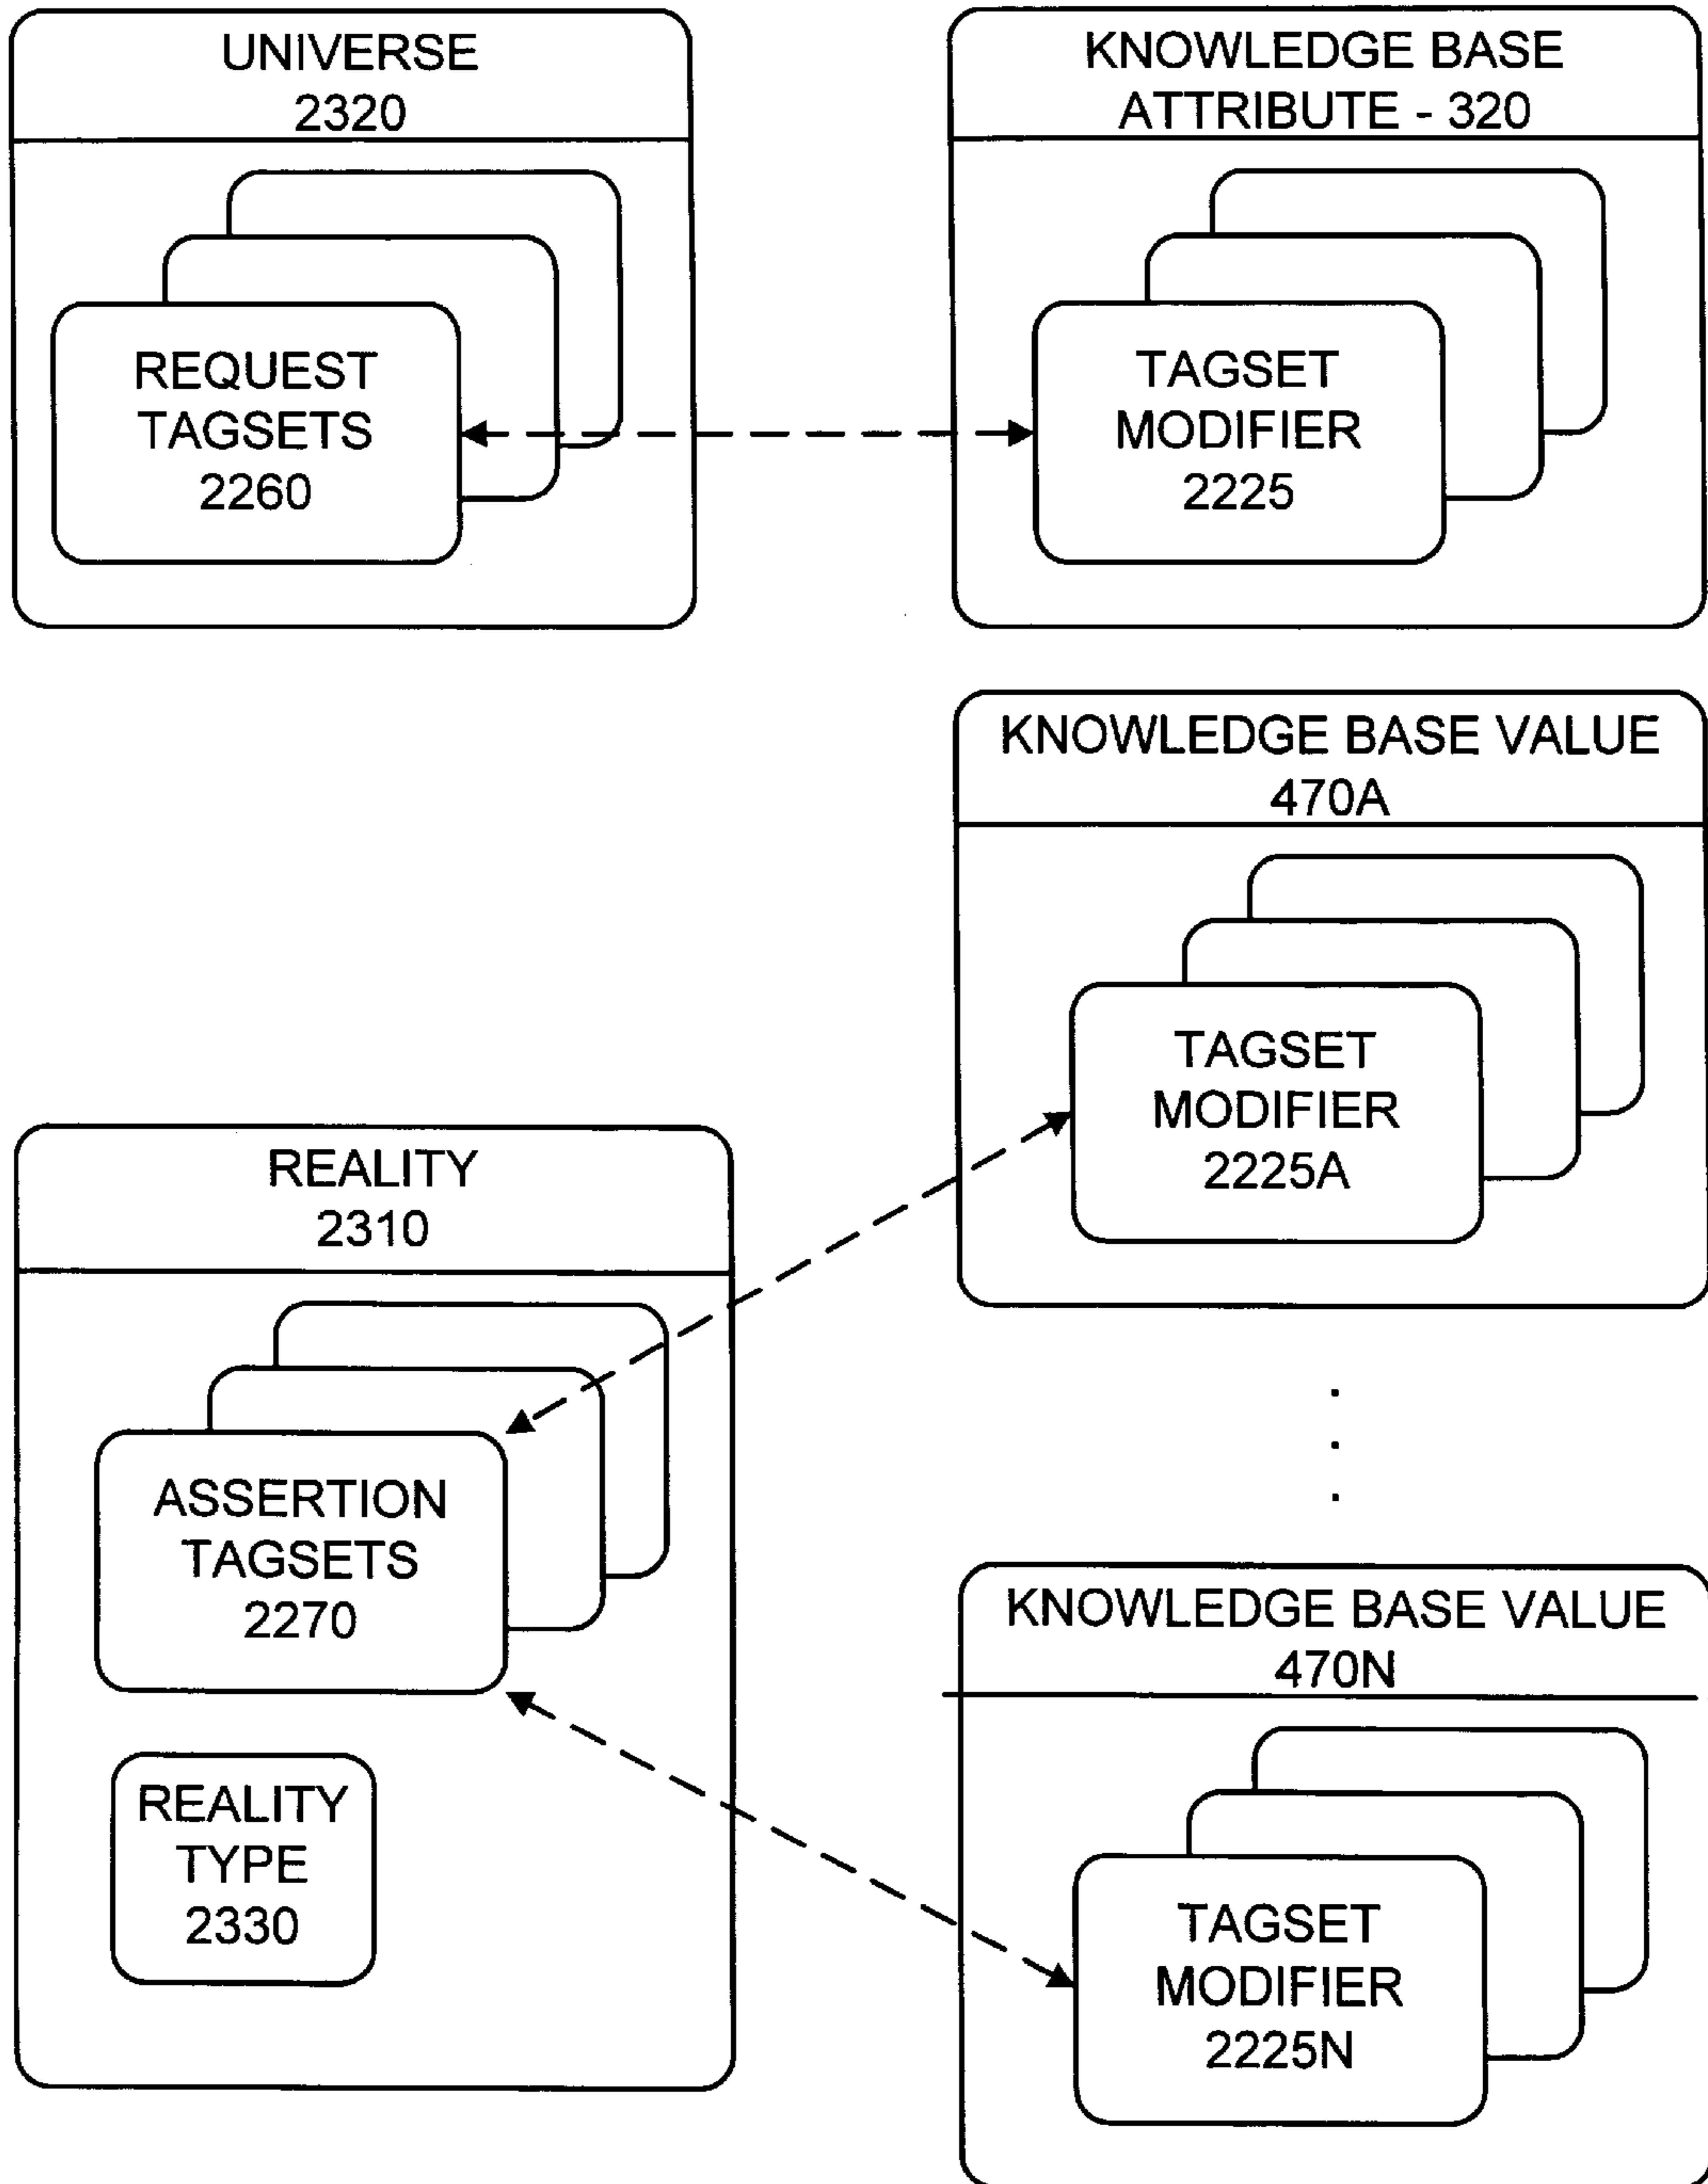 UNIVERSE
2320
REQUEST
TAGSETS
2260
KNOWLEDGE BASE
ATTRIBUTE - 320
TAGSET
MODIFIER
2225
KNOWLEDGE BASE VALUE
470A
TAGSET
MODIFIER
2225A
REALITY
2310
ASSERTION
TAGSETS
2270
REALITY
TYPE
2330
KNOWLEDGE BASE VALUE
470N
TAGSET
MODIFIER
2225N